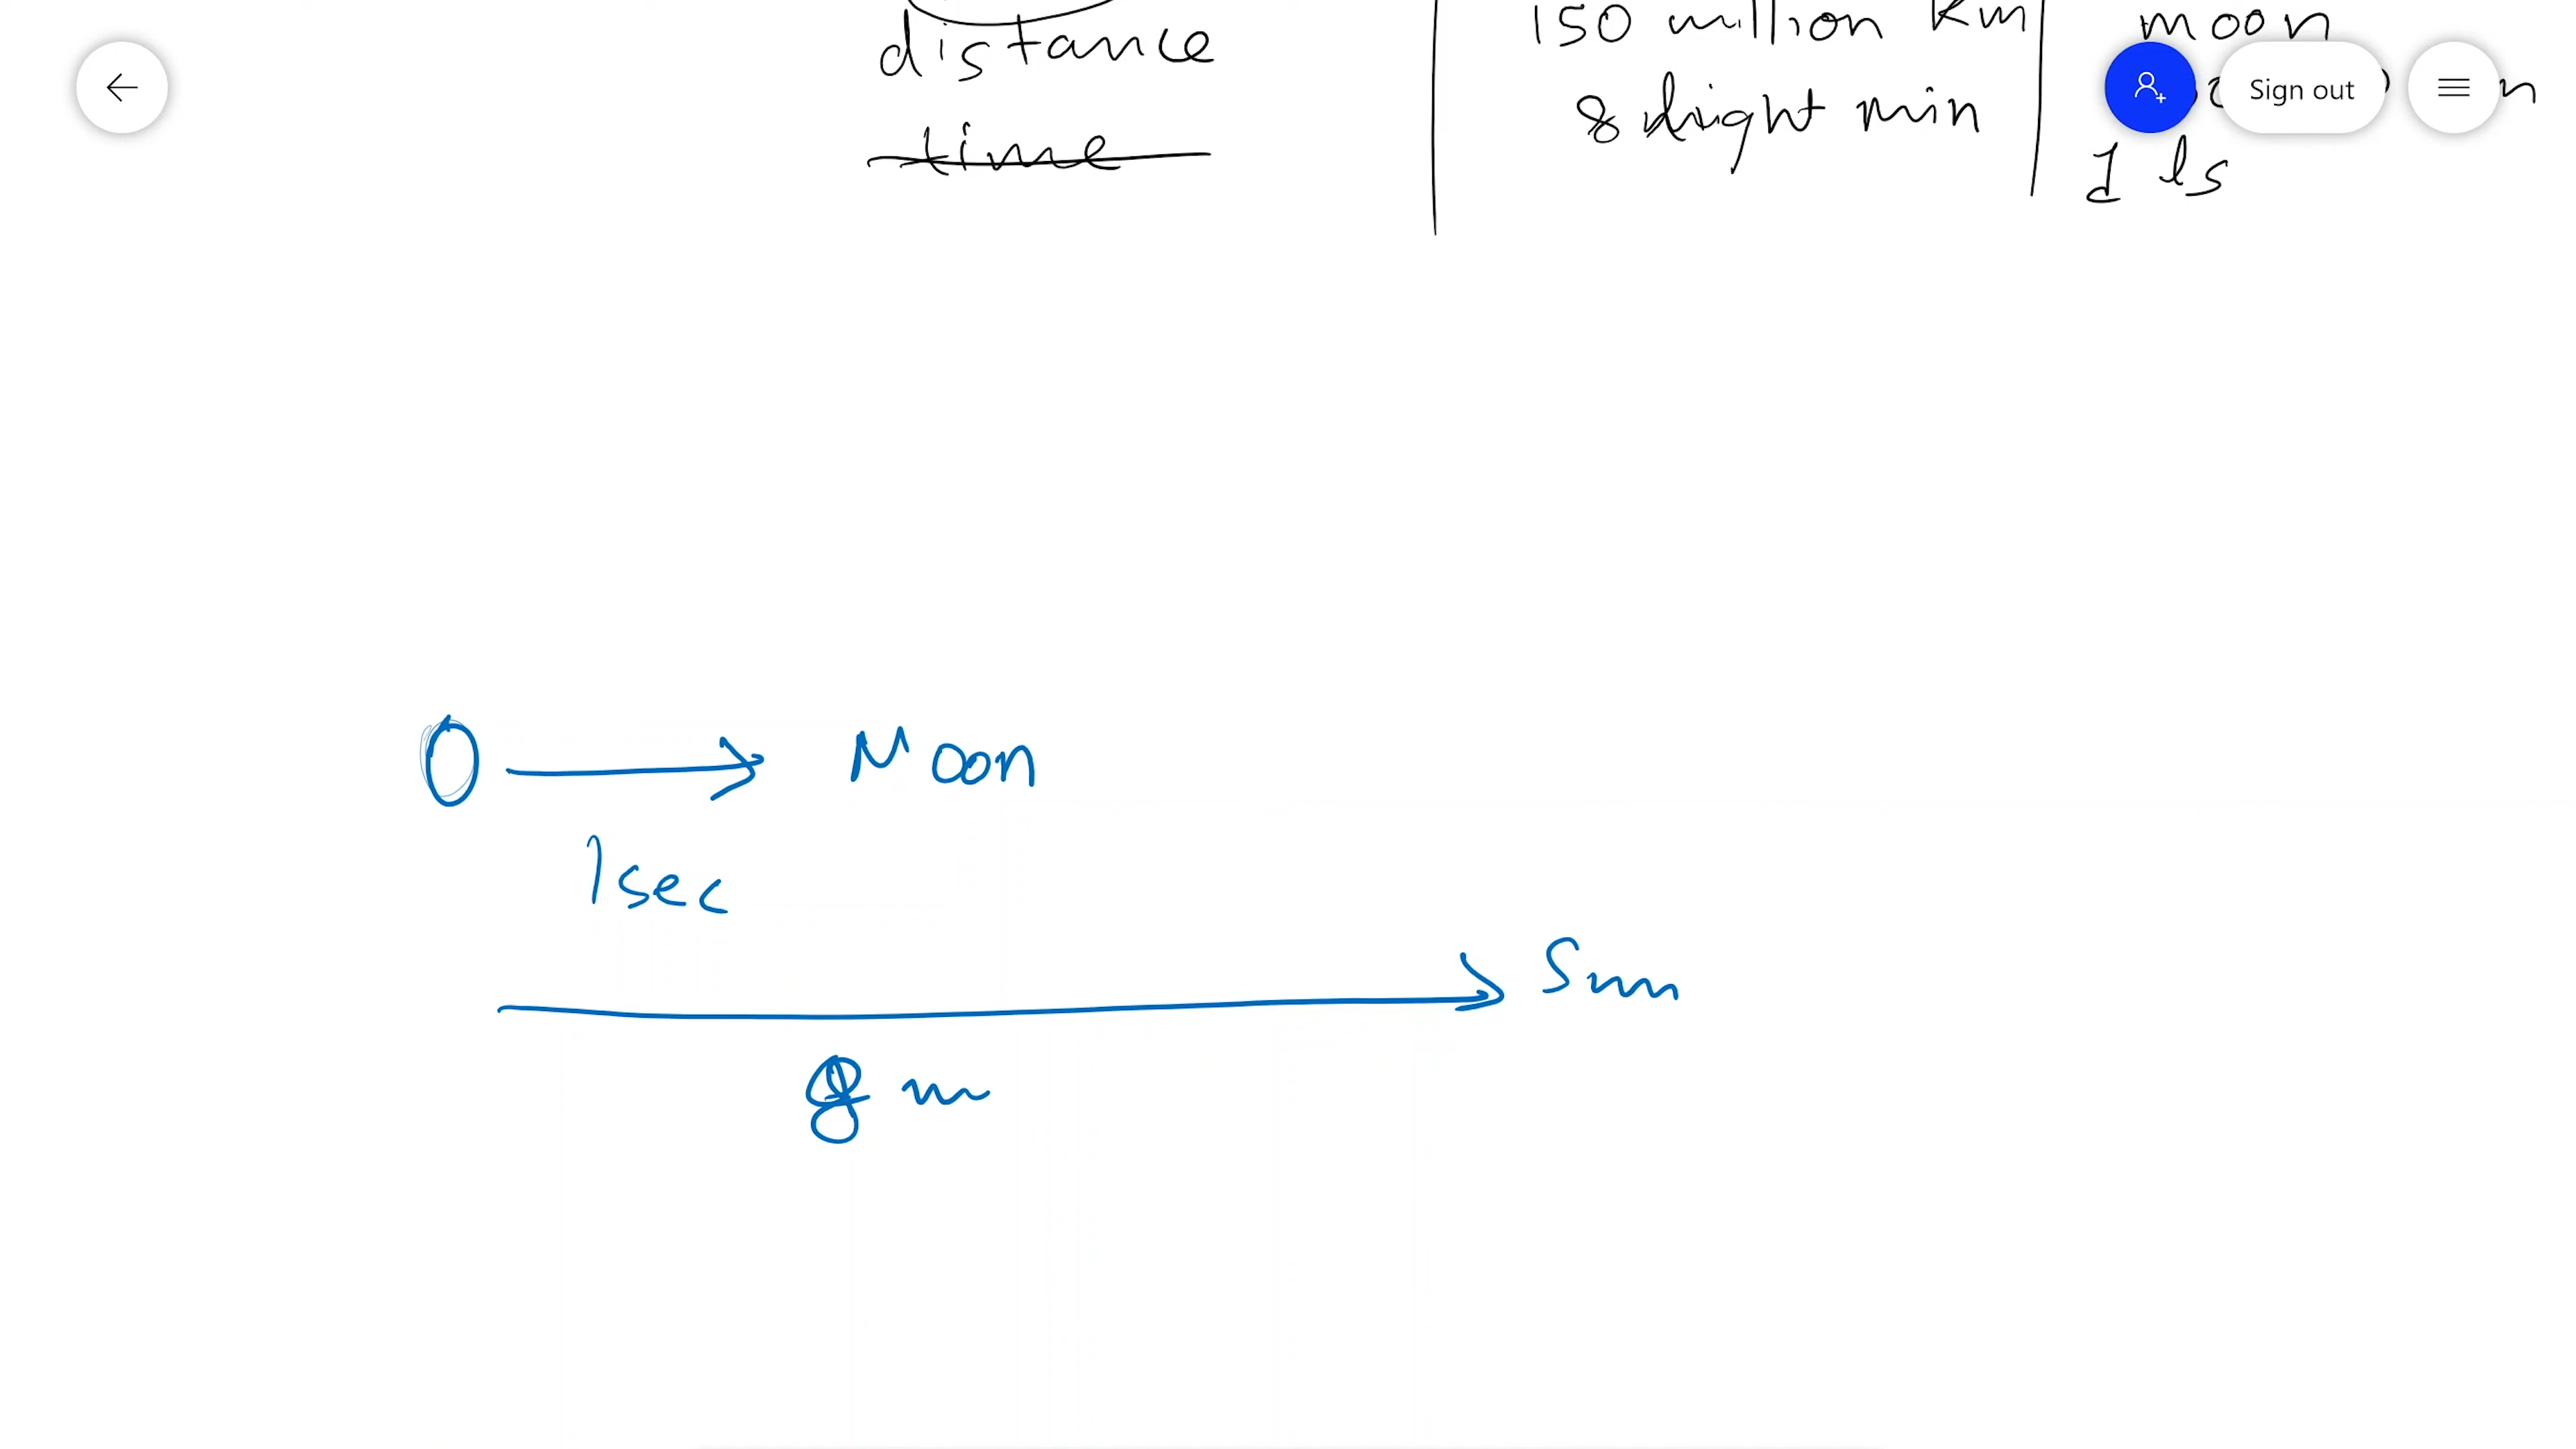 distance
time
150 million Km
8 light min
moon
1 ls
Sign out
Moon
1sec
Sun
8 m